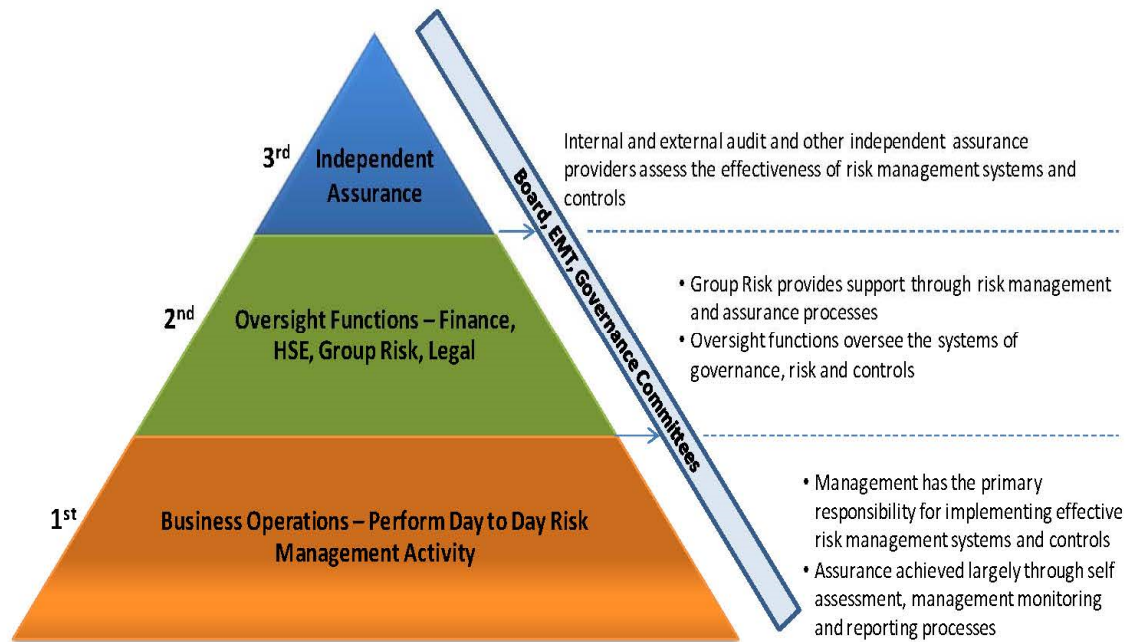 3rd
Independent
Assurance
Internal and external audit and other independent assurance
providers assess the effectiveness of risk management systems and
controls
Board, EMT, Governance Committees
2nd
Oversight Functions – Finance,
HSE, Group Risk, Legal
• Group Risk provides support through risk management
and assurance processes
• Oversight functions oversee the systems of
governance, risk and controls
1st
Business Operations – Perform Day to Day Risk
Management Activity
• Management has the primary
responsibility for implementing effective
risk management systems and controls
• Assurance achieved largely through self
assessment, management monitoring
and reporting processes